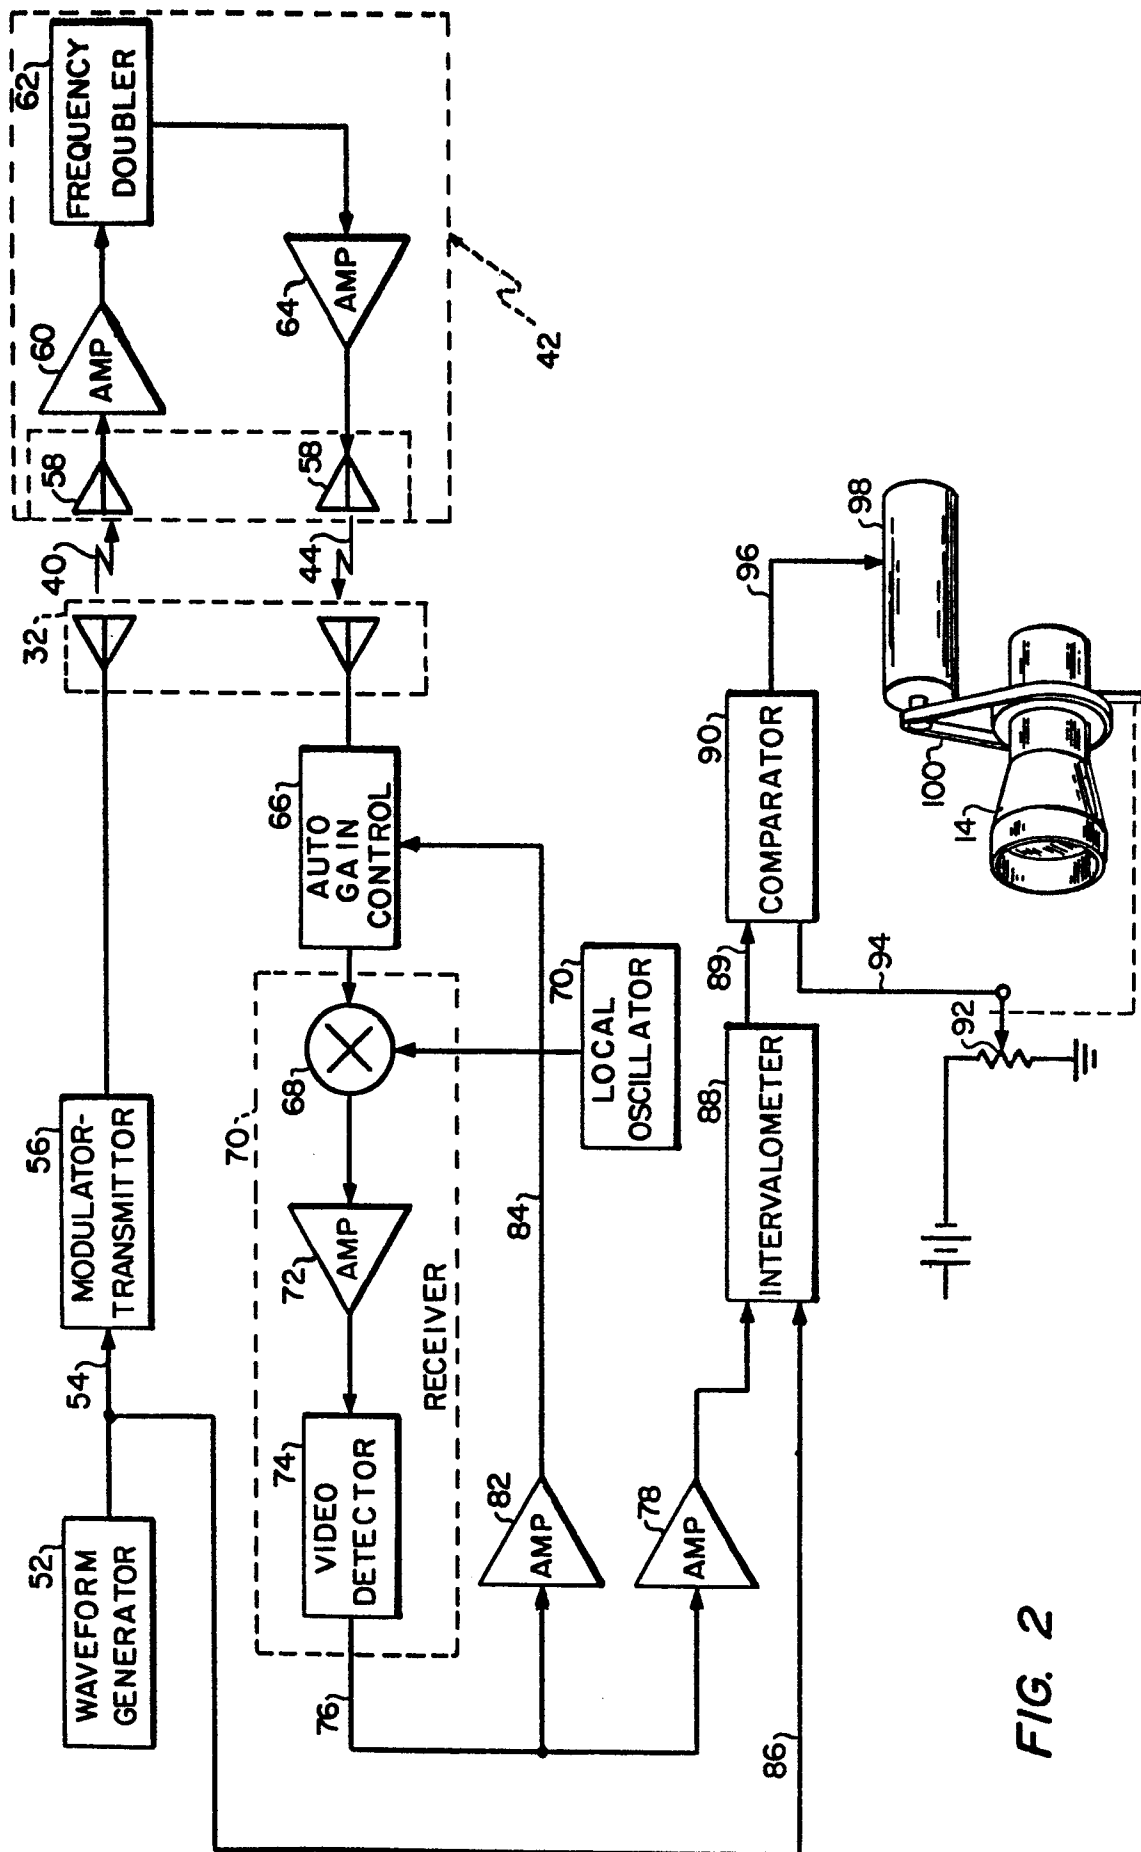 52
WAVEFORM
GENERATOR
54
56
MODULATOR-
TRANSMITTOR
32
40
58
60
AMP
62
FREQUENCY
DOUBLER
64
AMP
58
44
42
66
AUTO
GAIN
CONTROL
68
70
72
AMP
74
VIDEO
DETECTOR
RECEIVER
76
82
AMP
84
70
LOCAL
OSCILLATOR
78
AMP
86
88
INTERVALOMETER
89
90
COMPARATOR
92
94
96
98
100
14
FIG. 2